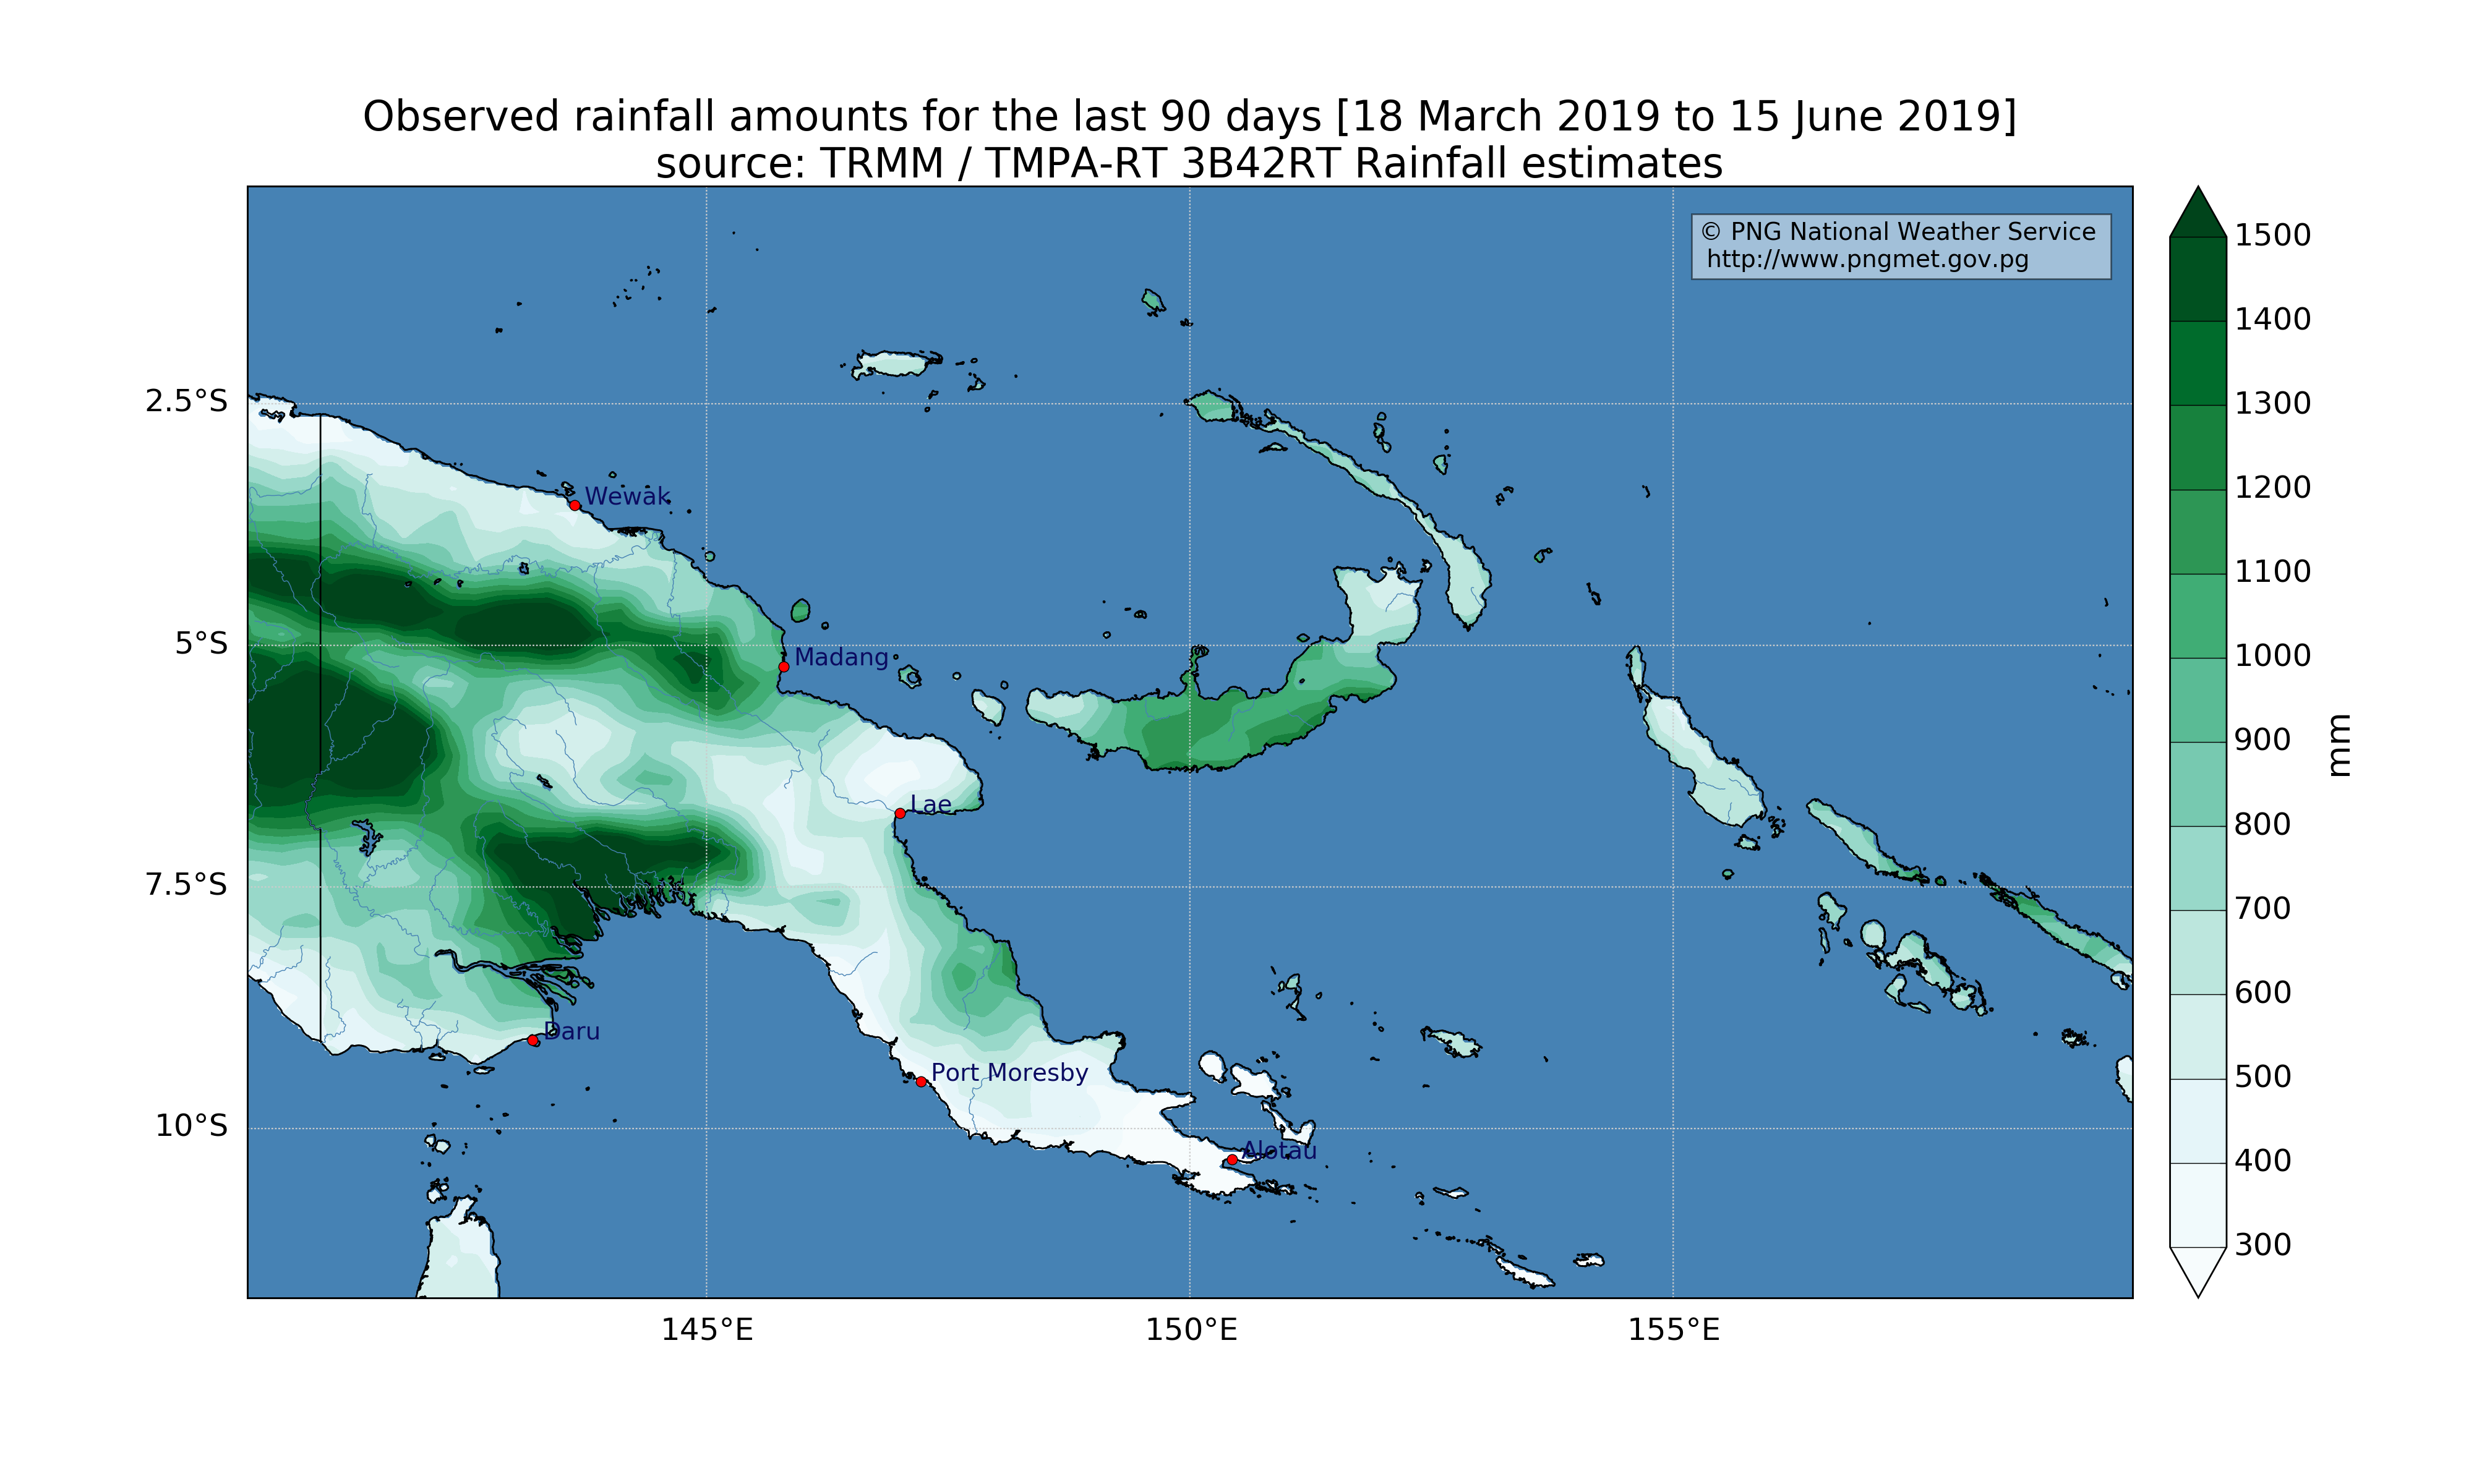 Observed rainfall amounts for the last 90 days [18 March 2019 to 15 June 2019]
source: TRMM / TMPA-RT 3B42RT Rainfall estimates
© PNG National Weather Service
http://www.pngmet.gov.pg
1500
1400
1300
1200
1100
1000
900
800
700
600
500
400
300
mm
2.5°S
5°S
7.5°S
10°S
Wewak
Madang
Lae
Daru
Port Moresby
Alotau
145°E
150°E
155°E